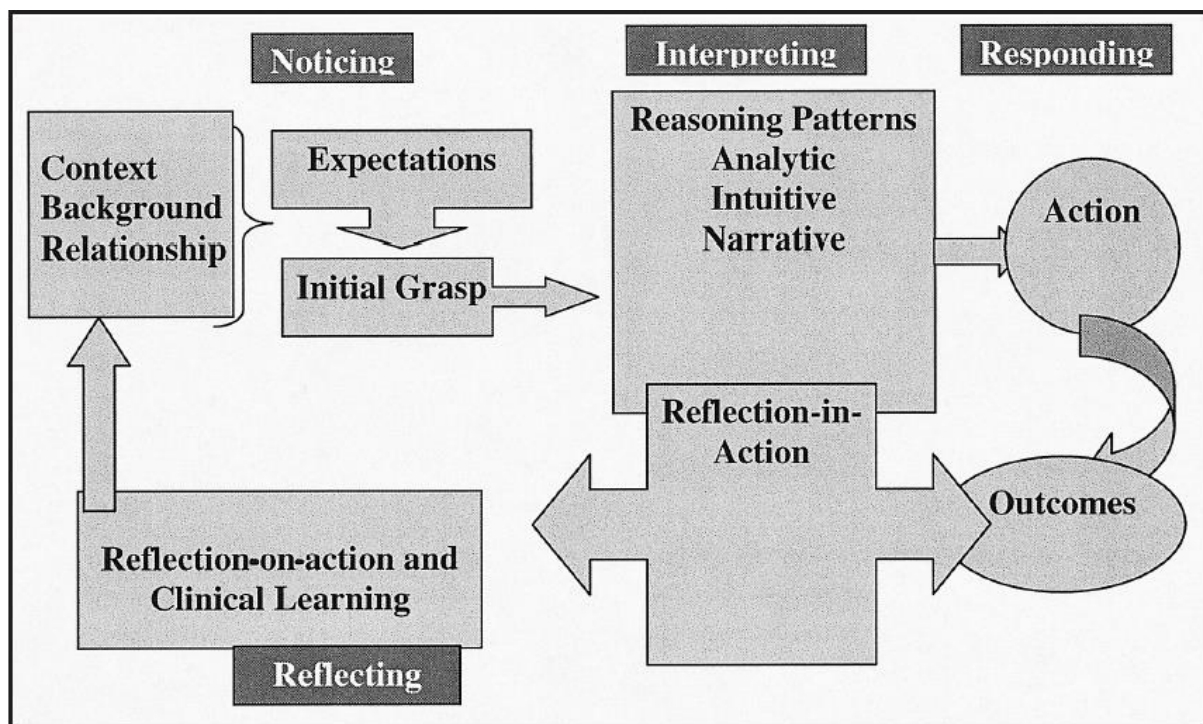 Noticing
Interpreting
Responding
Context
Background
Relationship
Expectations
Initial Grasp
Reasoning Patterns
Analytic
Intuitive
Narrative
Action
Reflection-in-
Action
Outcomes
Reflection-on-action and
Clinical Learning
Reflecting